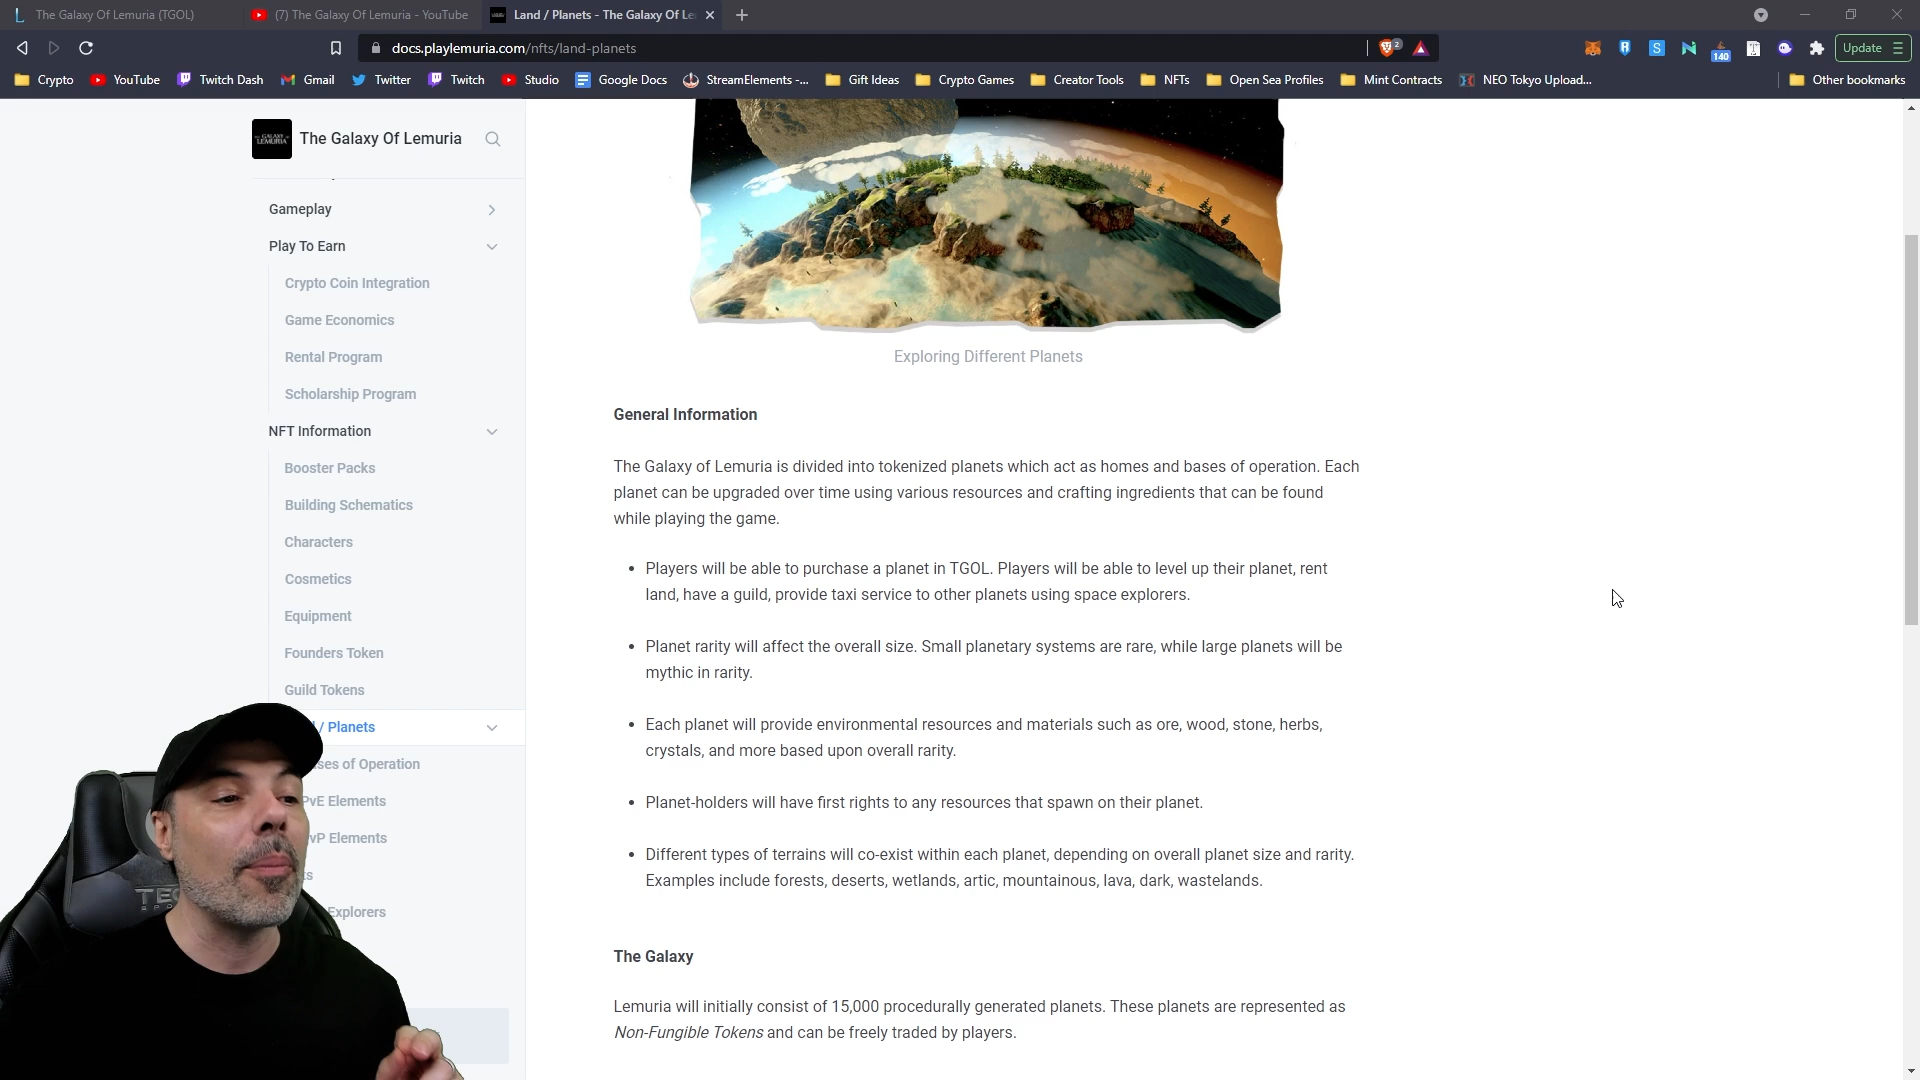 The Galaxy Of Lemuria (TGOL)
(7) The Galaxy Of Lemuria - YouTube
Land / Planets - The Galaxy Of Le
docs.playlemuria.com/nfts/land-planets
2
140
Update
Crypto
YouTube
Twitch Dash
Gmail
Twitter
Twitch
Studio
Google Docs
StreamElements -...
Gift Ideas
Crypto Games
Creator Tools
NFTs
Open Sea Profiles
Mint Contracts
NEO Tokyo Upload...
Other bookmarks
The Galaxy Of Lemuria
Gameplay
Play To Earn
Crypto Coin Integration
Game Economics
Rental Program
Scholarship Program
NFT Information
Booster Packs
Building Schematics
Characters
Cosmetics
Equipment
Founders Token
Guild Tokens
/ Planets
ses of Operation
PvE Elements
vP Elements
ts
Explorers
Exploring Different Planets
General Information
The Galaxy of Lemuria is divided into tokenized planets which act as homes and bases of operation. Each
planet can be upgraded over time using various resources and crafting ingredients that can be found
while playing the game.
• Players will be able to purchase a planet in TGOL. Players will be able to level up their planet, rent
land, have a guild, provide taxi service to other planets using space explorers.
• Planet rarity will affect the overall size. Small planetary systems are rare, while large planets will be
mythic in rarity.
• Each planet will provide environmental resources and materials such as ore, wood, stone, herbs,
crystals, and more based upon overall rarity.
• Planet-holders will have first rights to any resources that spawn on their planet.
• Different types of terrains will co-exist within each planet, depending on overall planet size and rarity.
Examples include forests, deserts, wetlands, artic, mountainous, lava, dark, wastelands.
The Galaxy
Lemuria will initially consist of 15,000 procedurally generated planets. These planets are represented as
Non-Fungible Tokens and can be freely traded by players.